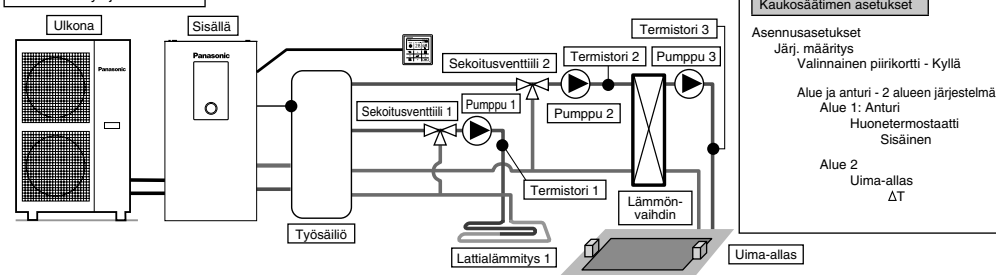 Ulkona
Sisällä
Panasonic
Panasonic
Sekoitusventtiili 2
Termistori 2
Termistori 3
Pumppu 3
Sekoitusventtiili 1
Pumppu 1
Pumppu 2
Termistori 1
Lämmön-
vaihdin
Työsäiliö
Lattialämmitys 1
Uima-allas
Kaukosäätimen asetukset
Asennusasetukset
Järj. määritys
Valinnainen piirikortti - Kyllä
Alue ja anturi - 2 alueen järjestelmä
Alue 1: Anturi
Huonetermostaatti
Sisäinen
Alue 2
Uima-allas
ΔT